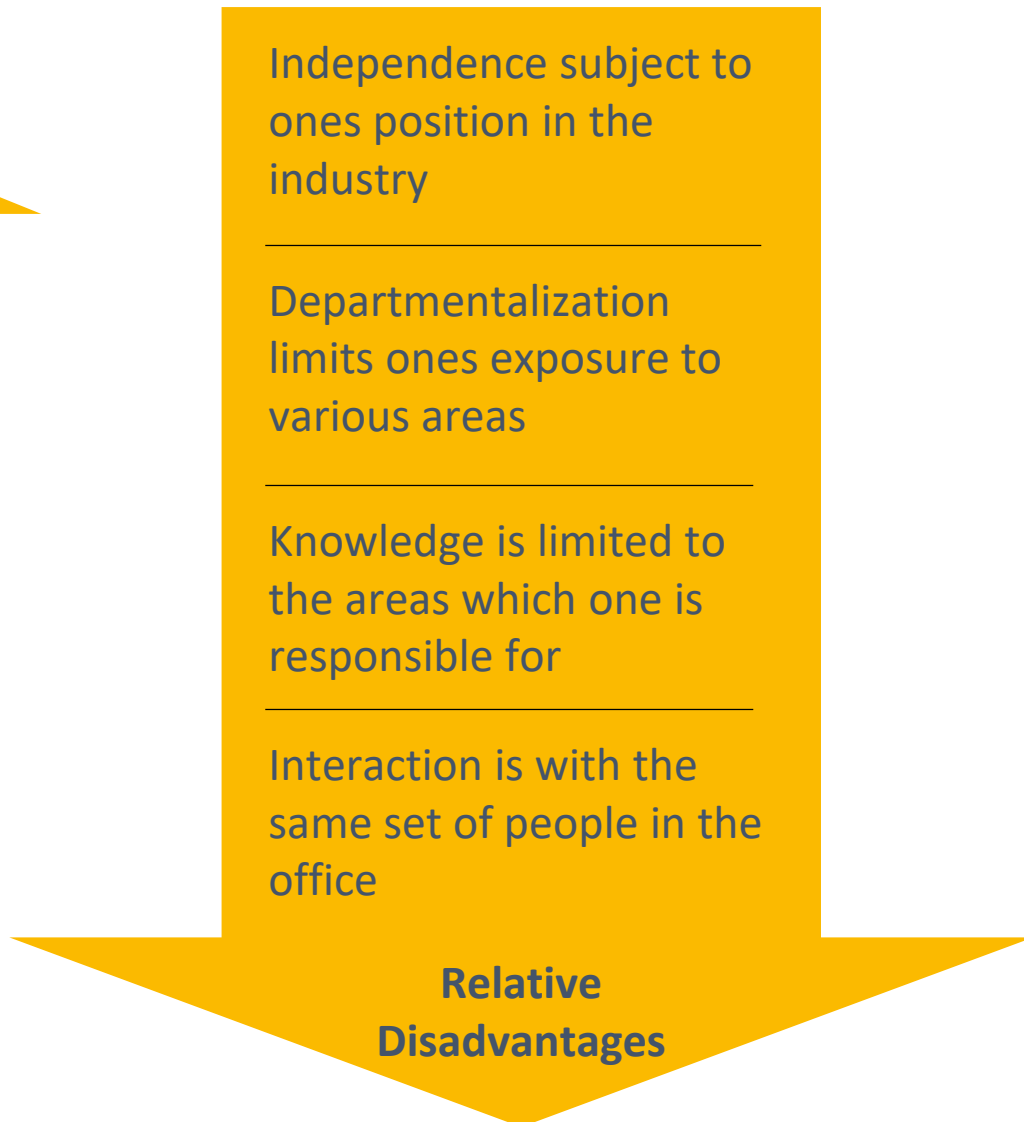 Independence subject to
ones position in the
industry
Departmentalization
limits ones exposure to
various areas
Knowledge is limited to
the areas which one is
responsible for
Interaction is with the
same set of people in the
office
Relative
Disadvantages